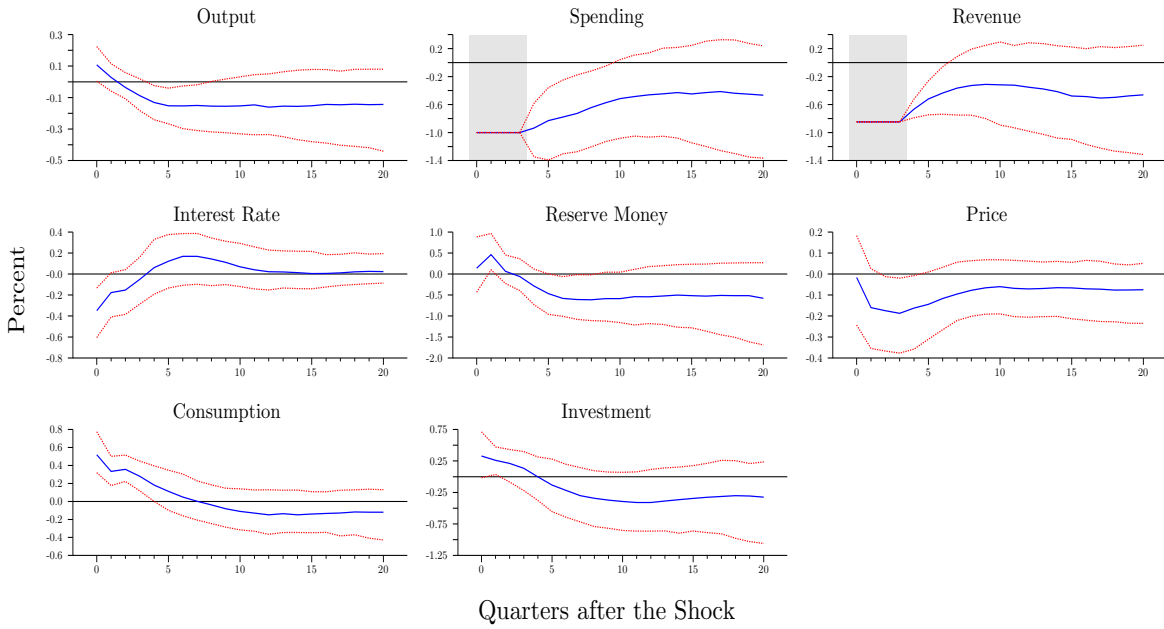 Output
Spending
Revenue
0.3
0.1
-0.1
-0.3
-0.5
0 5 10 15 20
0.2
-0.2
-0.6
-1.0
-1.4
0 5 10 15 20
0.2
-0.2
-0.6
-1.0
-1.4
0 5 10 15 20
Interest Rate
Reserve Money
Price
0.4
0.2
-0.0
-0.2
-0.4
-0.6
-0.8
0 5 10 15 20
1.0
0.5
-0.0
-0.5
-1.0
-1.5
-2.0
0 5 10 15 20
0.2
0.1
-0.0
-0.1
-0.2
-0.3
-0.4
0 5 10 15 20
Percent
Consumption
Investment
0.8
0.6
0.4
0.2
0.0
-0.2
-0.4
-0.6
0 5 10 15 20
0.75
0.25
-0.25
-0.75
-1.25
0 5 10 15 20
Quarters after the Shock